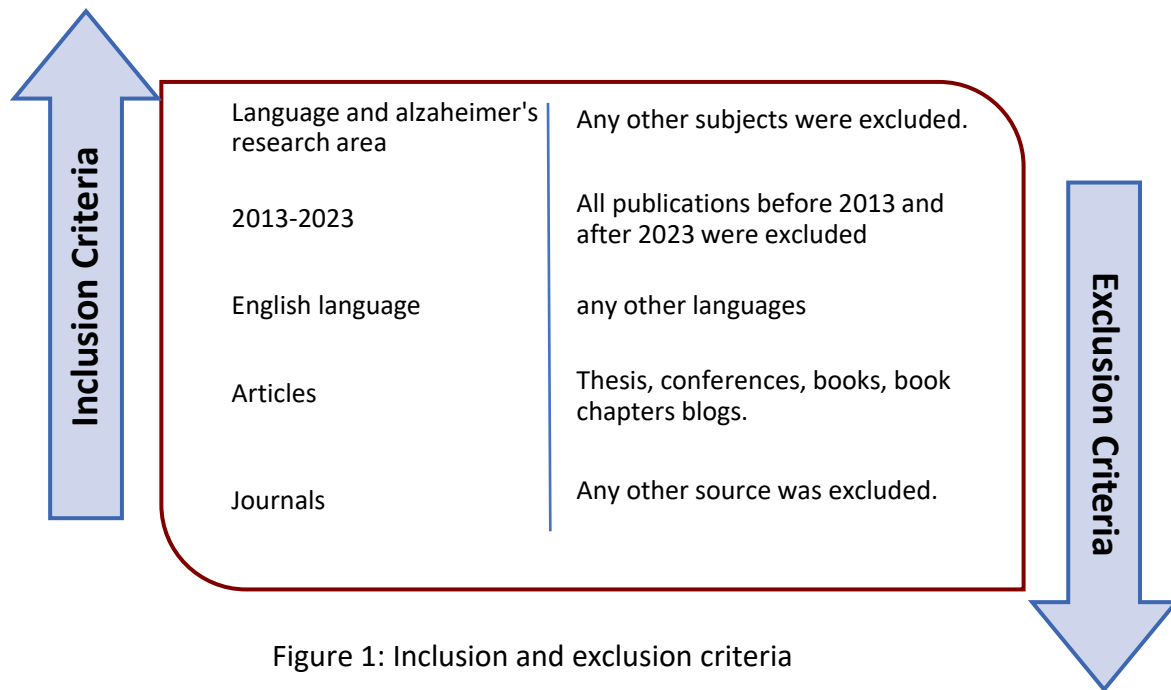 Inclusion Criteria
Language and alzaheimer's
research area
Any other subjects were excluded.
2013-2023
All publications before 2013 and
after 2023 were excluded
English language
any other languages
Articles
Thesis, conferences, books, book
chapters blogs.
Journals
Any other source was excluded.
Exclusion Criteria
Figure 1: Inclusion and exclusion criteria